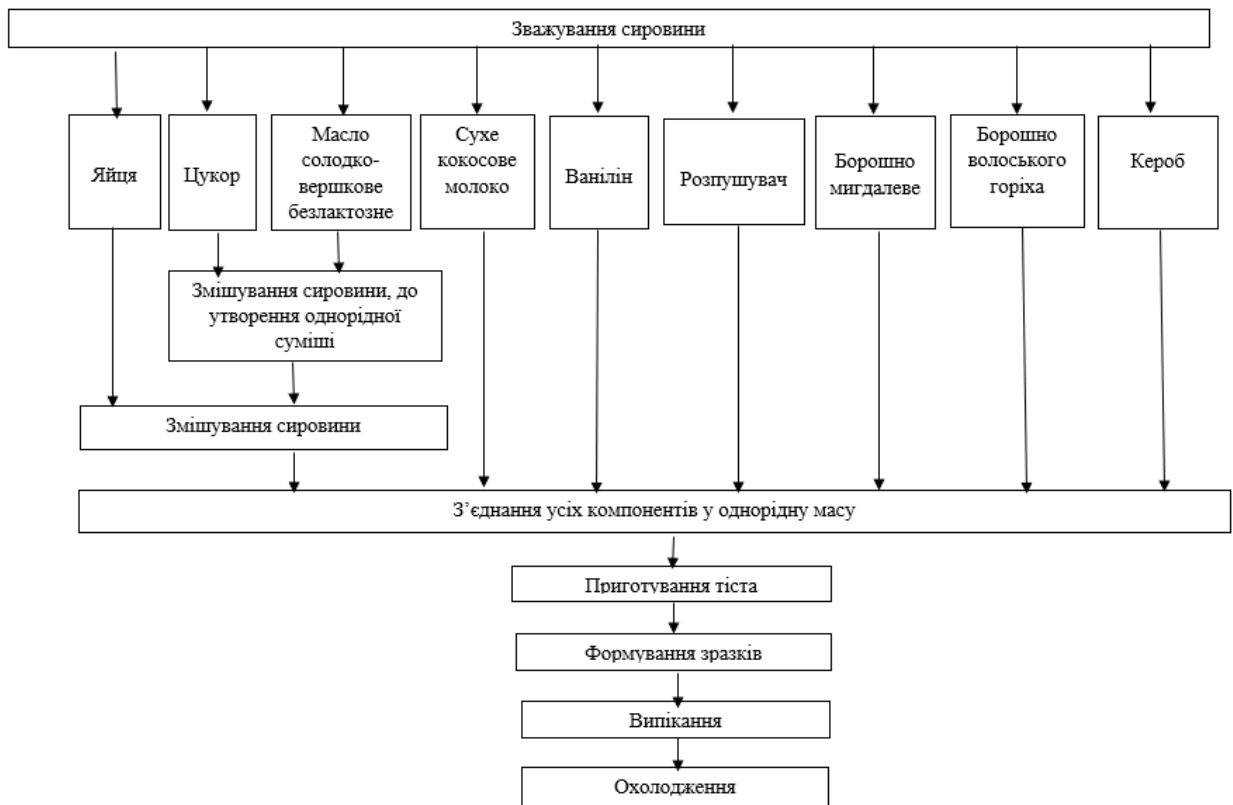 Зважування сировини
Яйця
Цукор
Масло
солодко-
вершкове
безлактозне
Сухе
кокосове
молоко
Ванілін
Розпушувач
Борошно
мигдалеве
Борошно
волоського
горіха
Кероб
Змішування сировини, до
утворення однорідної
суміші
Змішування сировини
З’єднання усіх компонентів у однорідну масу
Приготування тіста
Формування зразків
Випікання
Охолодження